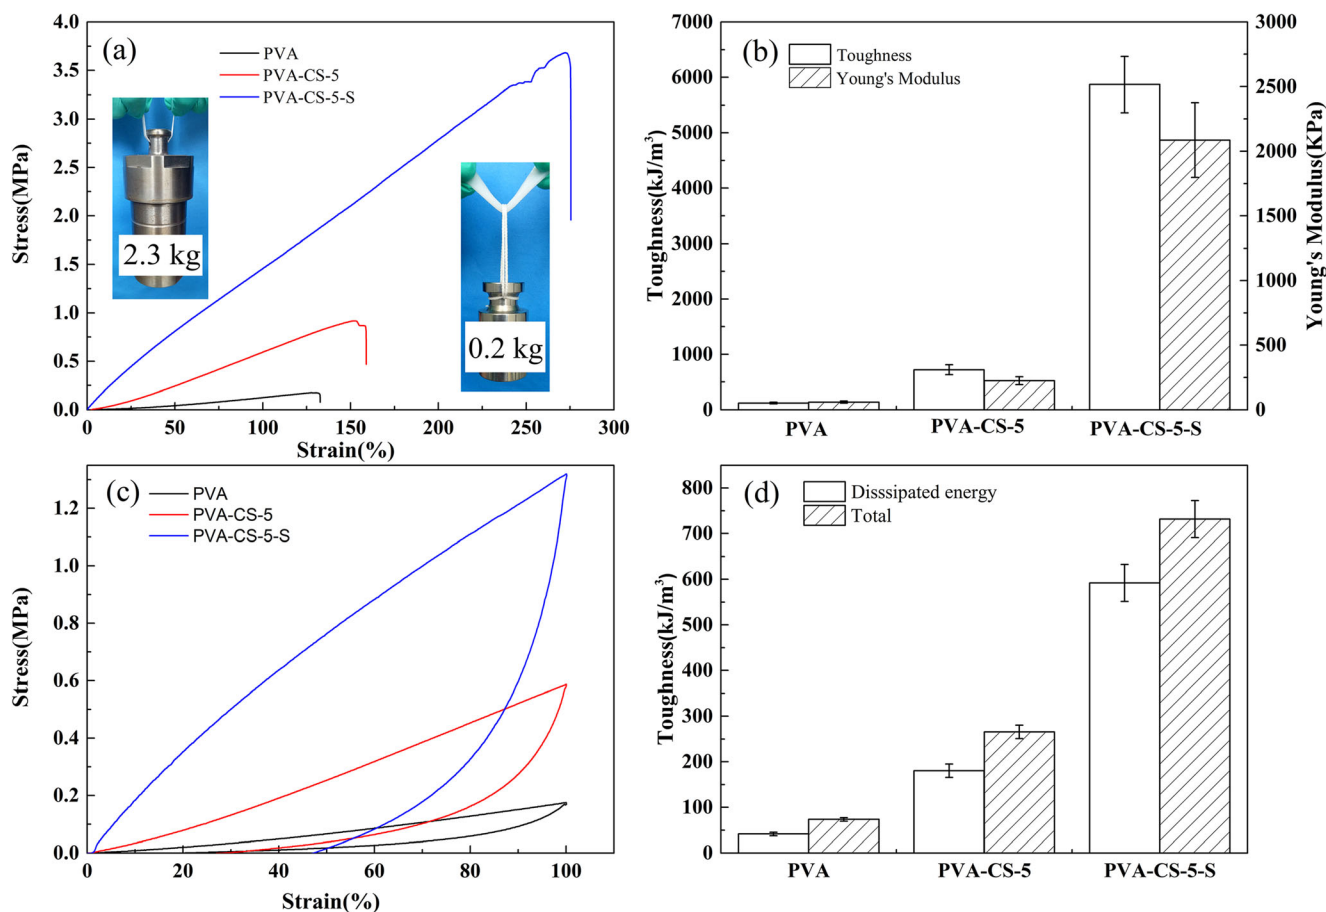 (a)
PVA
PVA-CS-5
PVA-CS-5-S
2.3 kg
0.2 kg
4.0
3.5
3.0
2.5
2.0
1.5
1.0
0.5
0.0
Stress(MPa)
0 50 100 150 200 250 300
Strain(%)
(b)
Toughness
Young's Modulus
7000
6000
5000
4000
3000
2000
1000
0
Toughness(kJ/m³)
3000
2500
2000
1500
1000
500
0
Young's Modulus(KPa)
PVA PVA-CS-5 PVA-CS-5-S
(c)
PVA
PVA-CS-5
PVA-CS-5-S
1.2
1.0
0.8
0.6
0.4
0.2
0.0
Stress(MPa)
0 20 40 60 80 100
Strain(%)
(d)
Disssipated energy
Total
800
700
600
500
400
300
200
100
0
Toughness(kJ/m³)
PVA PVA-CS-5 PVA-CS-5-S